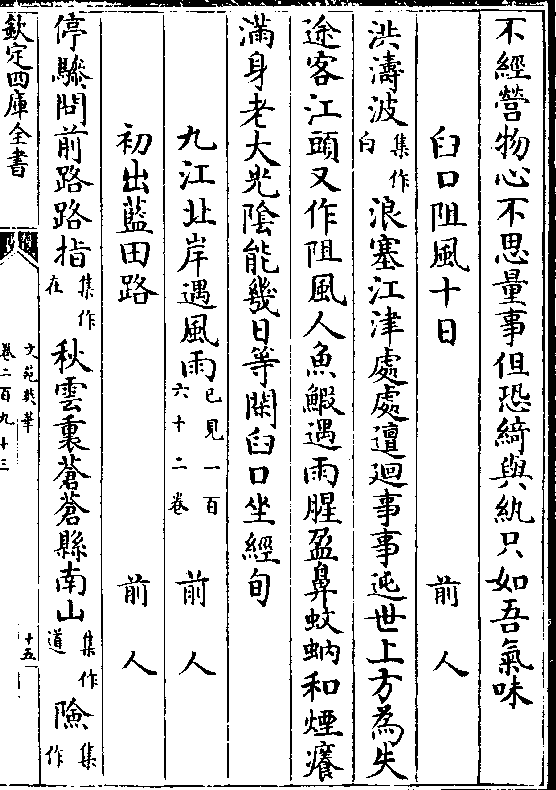 不經營物心不思量事但恐綺與紈只如吾氣味
臼口阻風十日　前人
洪濤波集作白浪塞江津處處邅迴事事迍世上方為失
途客江頭又作阻風人魚鰕遇雨腥盈鼻蚊蚋和煙癢
滿身老大光陰能幾日等閑臼口坐經旬
九江北岸遇風雨已見一百六十二卷　前人
初出藍田路　前人
停驂問前路路指集作在秋雲裏蒼蒼縣南山集作道險集作
欽定四庫全書
文苑英華
卷二百九十三
十五